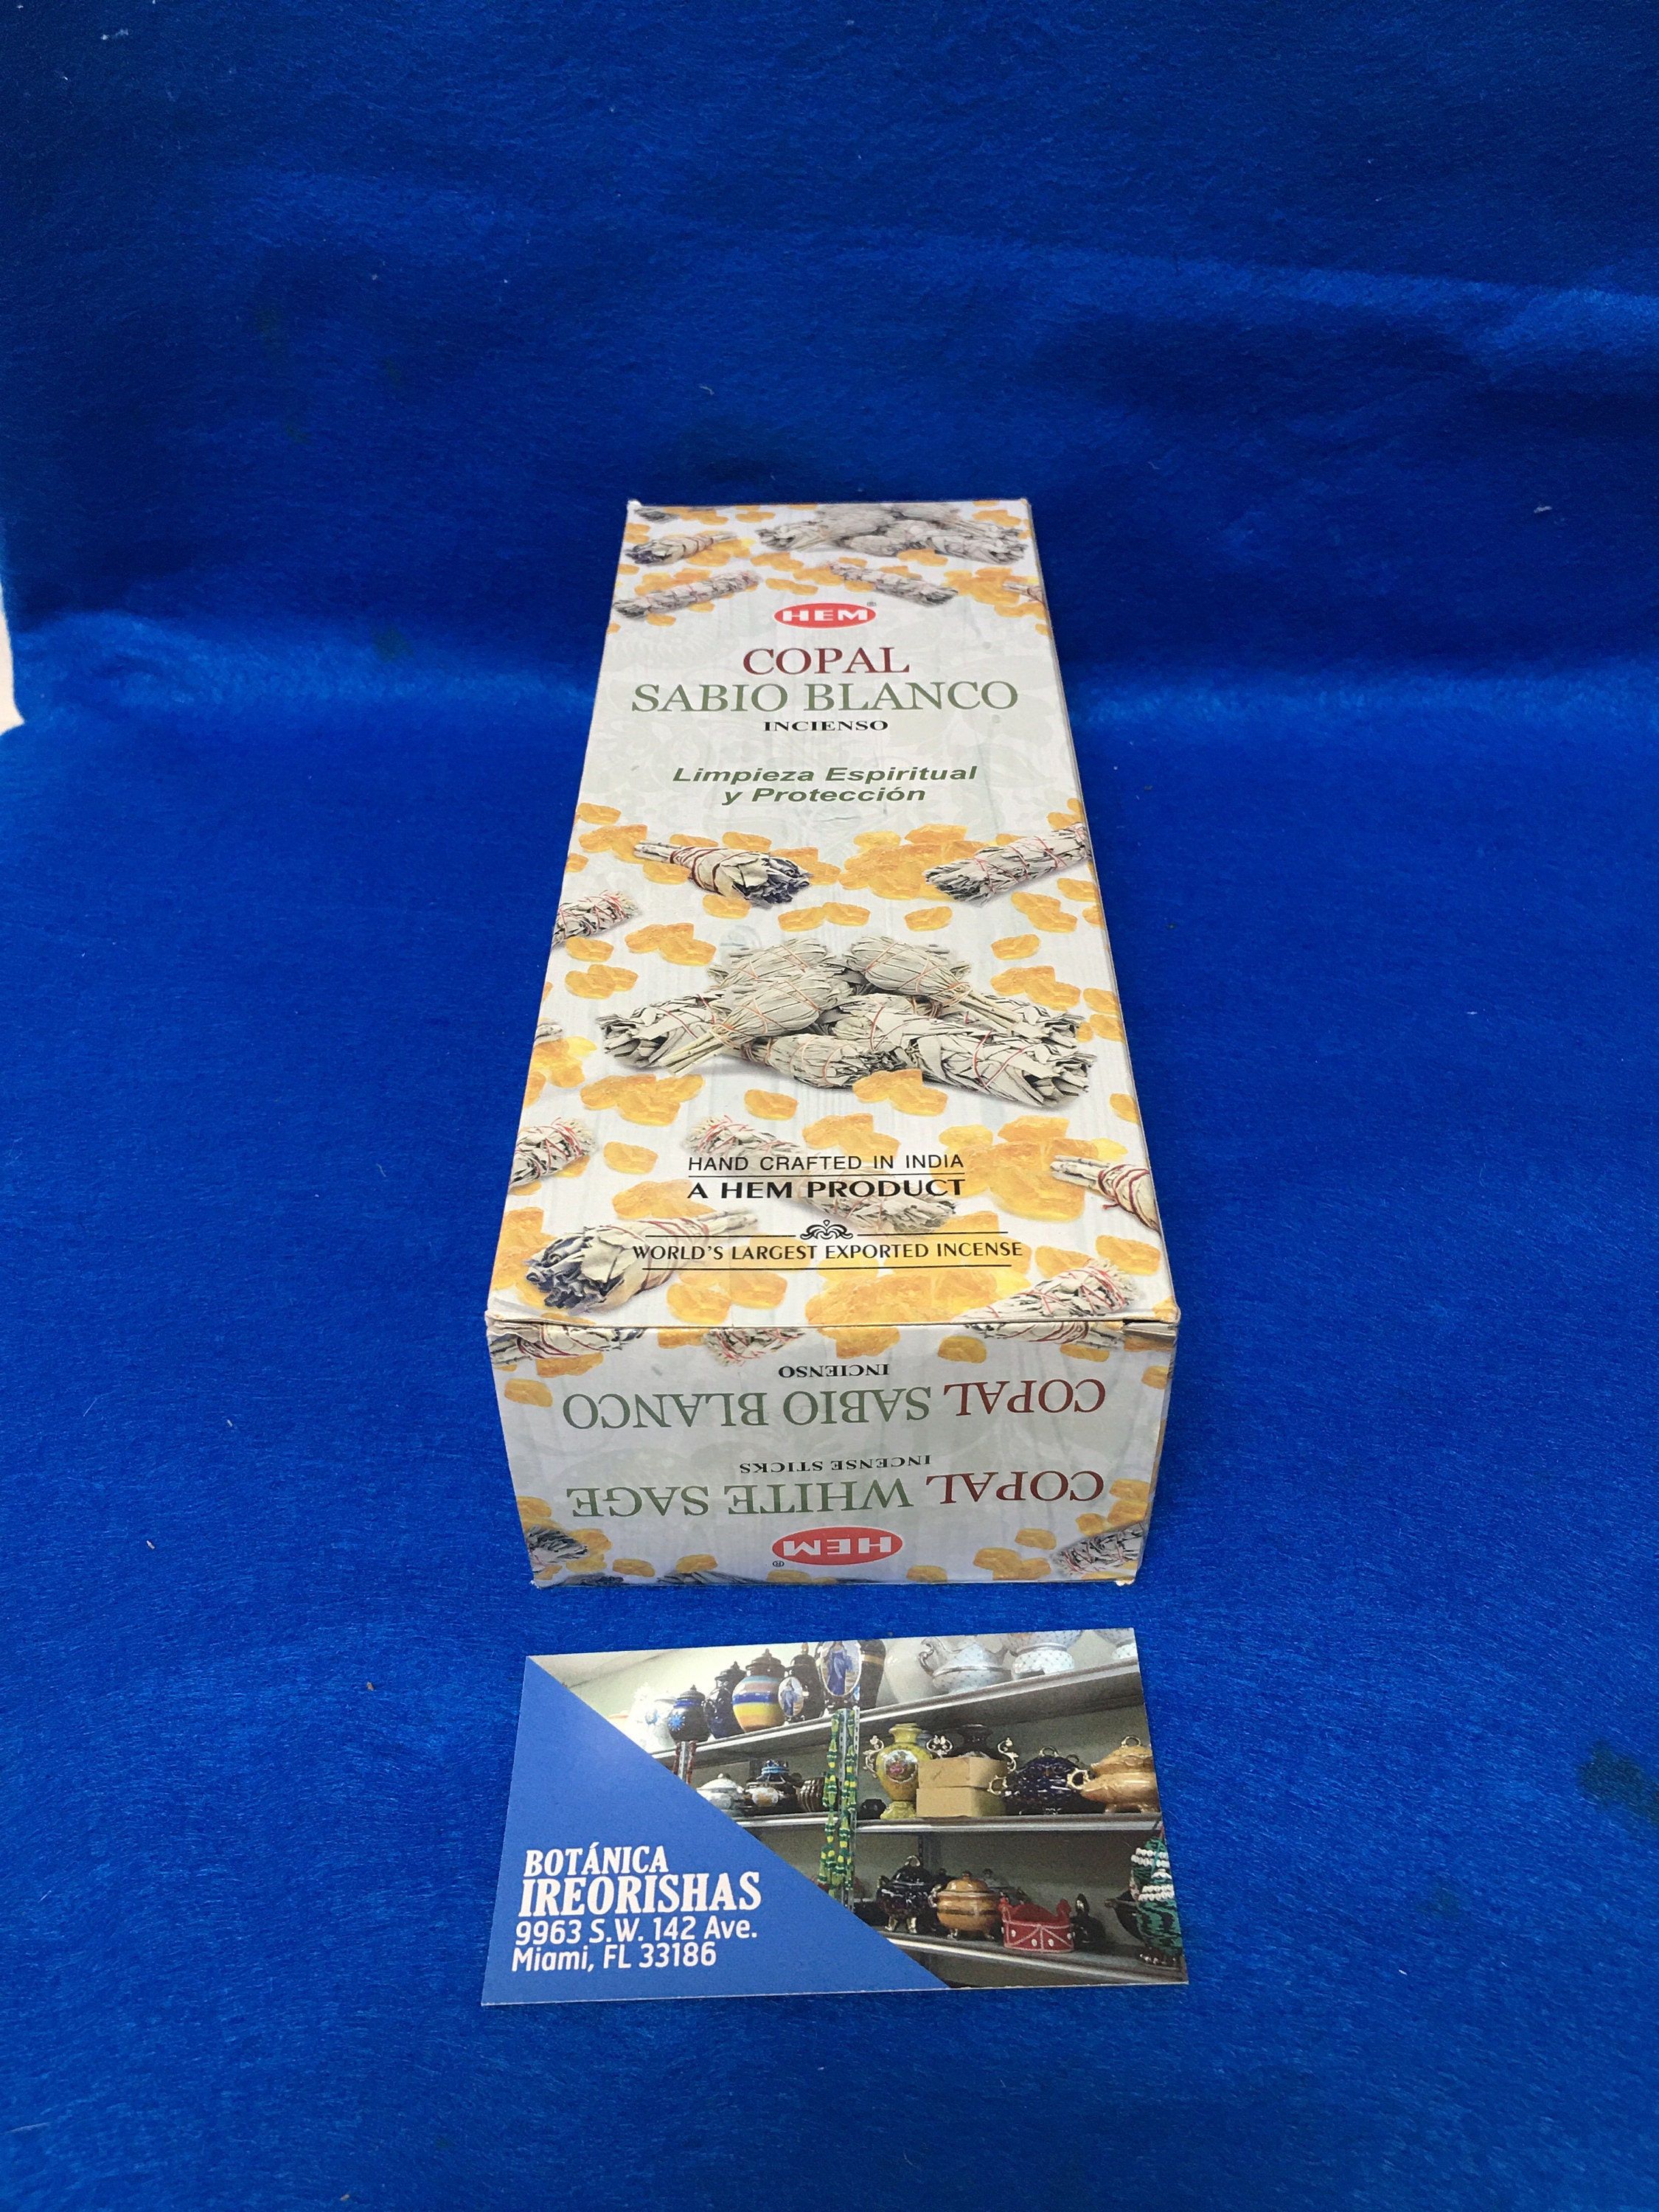 HEM®
COPAL
SABIO BLANCO
INCIENSO
Limpieza Espiritual
y Protección
HAND CRAFTED IN INDIA
A HEM PRODUCT
WORLD'S LARGEST EXPORTED INCENSE
HEM®
COPAL WHITE SAGE
INCENSE STICKS
COPAL SABIO BLANCO
INCIENSO
BOTÁNICA
IREORISHAS
9963 S.W. 142 Ave.
Miami, FL 33186